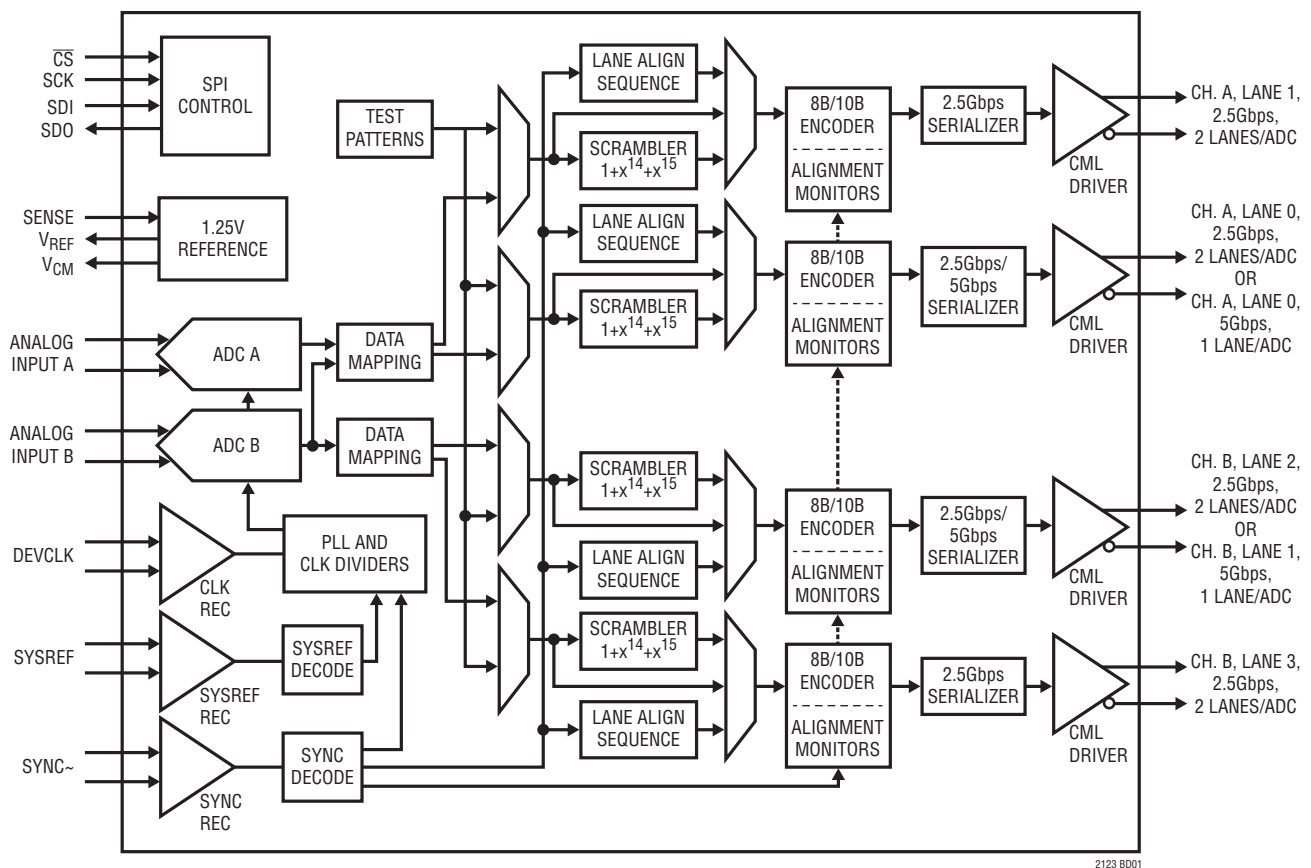 CS
SCK
SDI
SDO
SPI
CONTROL
SENSE
VREF
VCM
1.25V
REFERENCE
ANALOG
INPUT A
ADC A
ANALOG
INPUT B
ADC B
DEVCLK
CLK
REC
PLL AND
CLK DIVIDERS
SYSREF
SYSREF
REC
SYSREF
DECODE
SYNC~
SYNC
REC
SYNC
DECODE
TEST
PATTERNS
DATA
MAPPING
DATA
MAPPING
LANE ALIGN
SEQUENCE
SCRAMBLER
1+x14+x15
LANE ALIGN
SEQUENCE
SCRAMBLER
1+x14+x15
SCRAMBLER
1+x14+x15
LANE ALIGN
SEQUENCE
SCRAMBLER
1+x14+x15
LANE ALIGN
SEQUENCE
8B/10B
ENCODER
ALIGNMENT
MONITORS
8B/10B
ENCODER
ALIGNMENT
MONITORS
8B/10B
ENCODER
ALIGNMENT
MONITORS
8B/10B
ENCODER
ALIGNMENT
MONITORS
2.5Gbps
SERIALIZER
2.5Gbps/
5Gbps
SERIALIZER
2.5Gbps/
5Gbps
SERIALIZER
2.5Gbps
SERIALIZER
CML
DRIVER
CML
DRIVER
CML
DRIVER
CML
DRIVER
CH. A, LANE 1,
2.5Gbps,
2 LANES/ADC
CH. A, LANE 0,
2.5Gbps,
2 LANES/ADC
OR
CH. A, LANE 0,
5Gbps,
1 LANE/ADC
CH. B, LANE 2,
2.5Gbps,
2 LANES/ADC
OR
CH. B, LANE 1,
5Gbps,
1 LANE/ADC
CH. B, LANE 3,
2.5Gbps,
2 LANES/ADC
2123 BD01